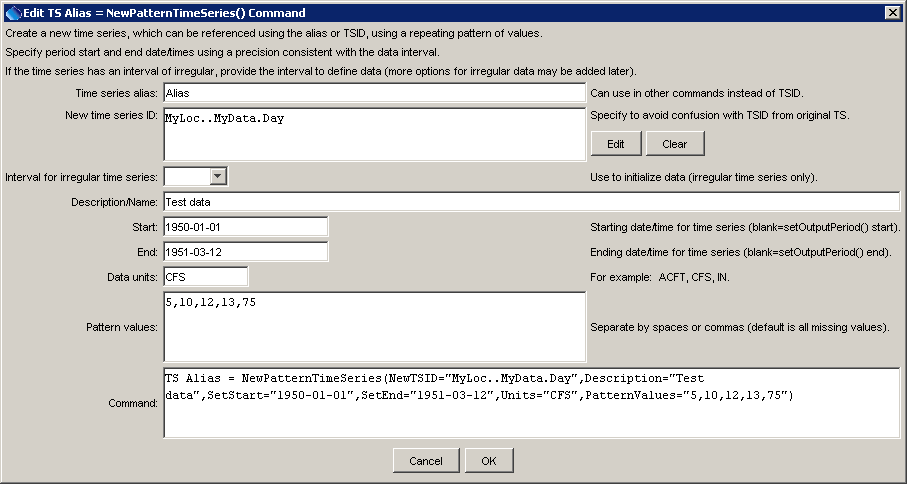 Edit TS Alias = NewPatternTimeSeries() Command
Create a new time series, which can be referenced using the alias or TSID, using a repeating pattern of values.
Specify period start and end date/times using a precision consistent with the data interval.
If the time series has an interval of irregular, provide the interval to define data (more options for irregular data may be added later).
Time series alias: Alias Can use in other commands instead of TSID.
New time series ID: MyLoc..MyData.Day Specify to avoid confusion with TSID from original TS.
Edit Clear
Interval for irregular time series: Use to initialize data (irregular time series only).
Description/Name: Test data
Start: 1950-01-01 Starting date/time for time series (blank=setOutputPeriod() start).
End: 1951-03-12 Ending date/time for time series (blank=setOutputPeriod() end).
Data units: CFS For example: ACFT, CFS, IN.
5,10,12,13,75
Pattern values: Separate by spaces or commas (default is all missing values).
TS Alias = NewPatternTimeSeries(NewTSID="MyLoc..MyData.Day",Description="Test
data",SetStart="1950-01-01",SetEnd="1951-03-12",Units="CFS",PatternValues="5,10,12,13,75")
Command:
Cancel OK